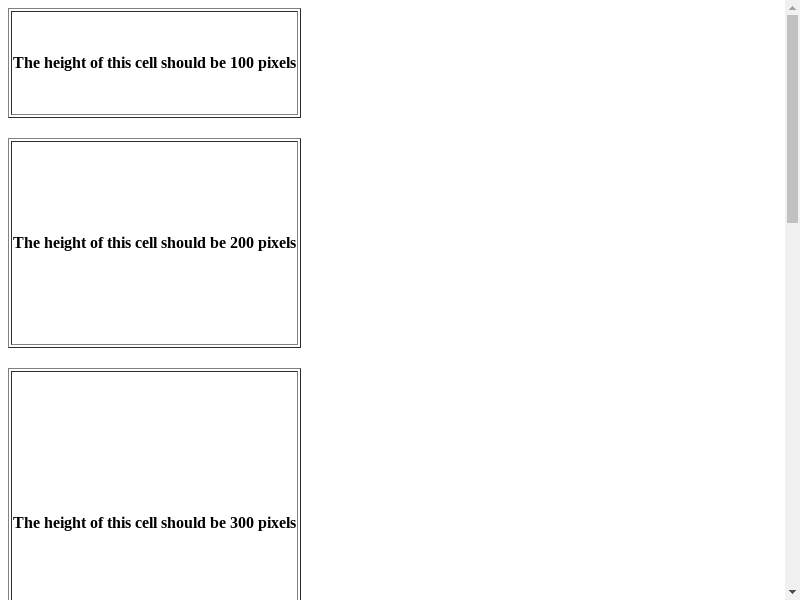 The height of this cell should be 100 pixels
The height of this cell should be 200 pixels
The height of this cell should be 300 pixels